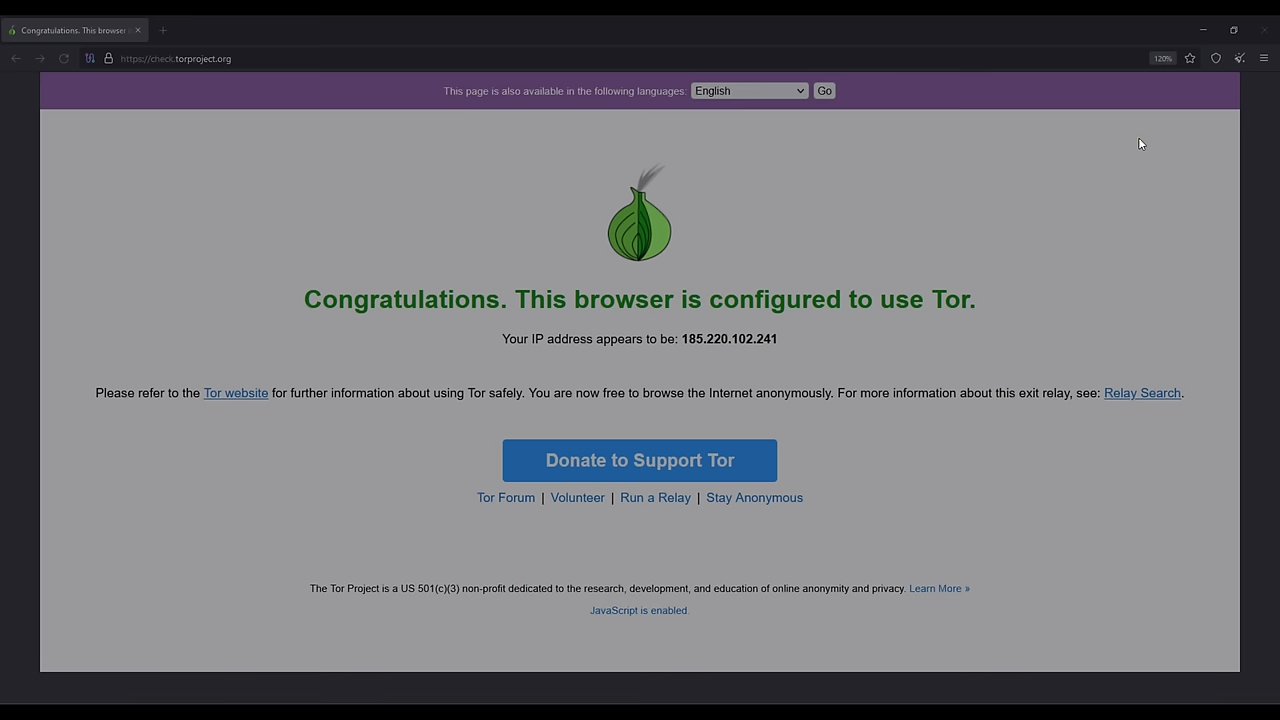 Congratulations. This browser
https://check.torproject.org
120%
This page is also available in the following languages: English Go
Congratulations. This browser is configured to use Tor.
Your IP address appears to be: 185.220.102.241
Please refer to the Tor website for further information about using Tor safely. You are now free to browse the Internet anonymously. For more information about this exit relay, see: Relay Search.
Donate to Support Tor
Tor Forum | Volunteer | Run a Relay | Stay Anonymous
The Tor Project is a US 501(c)(3) non-profit dedicated to the research, development, and education of online anonymity and privacy. Learn More »
JavaScript is enabled.